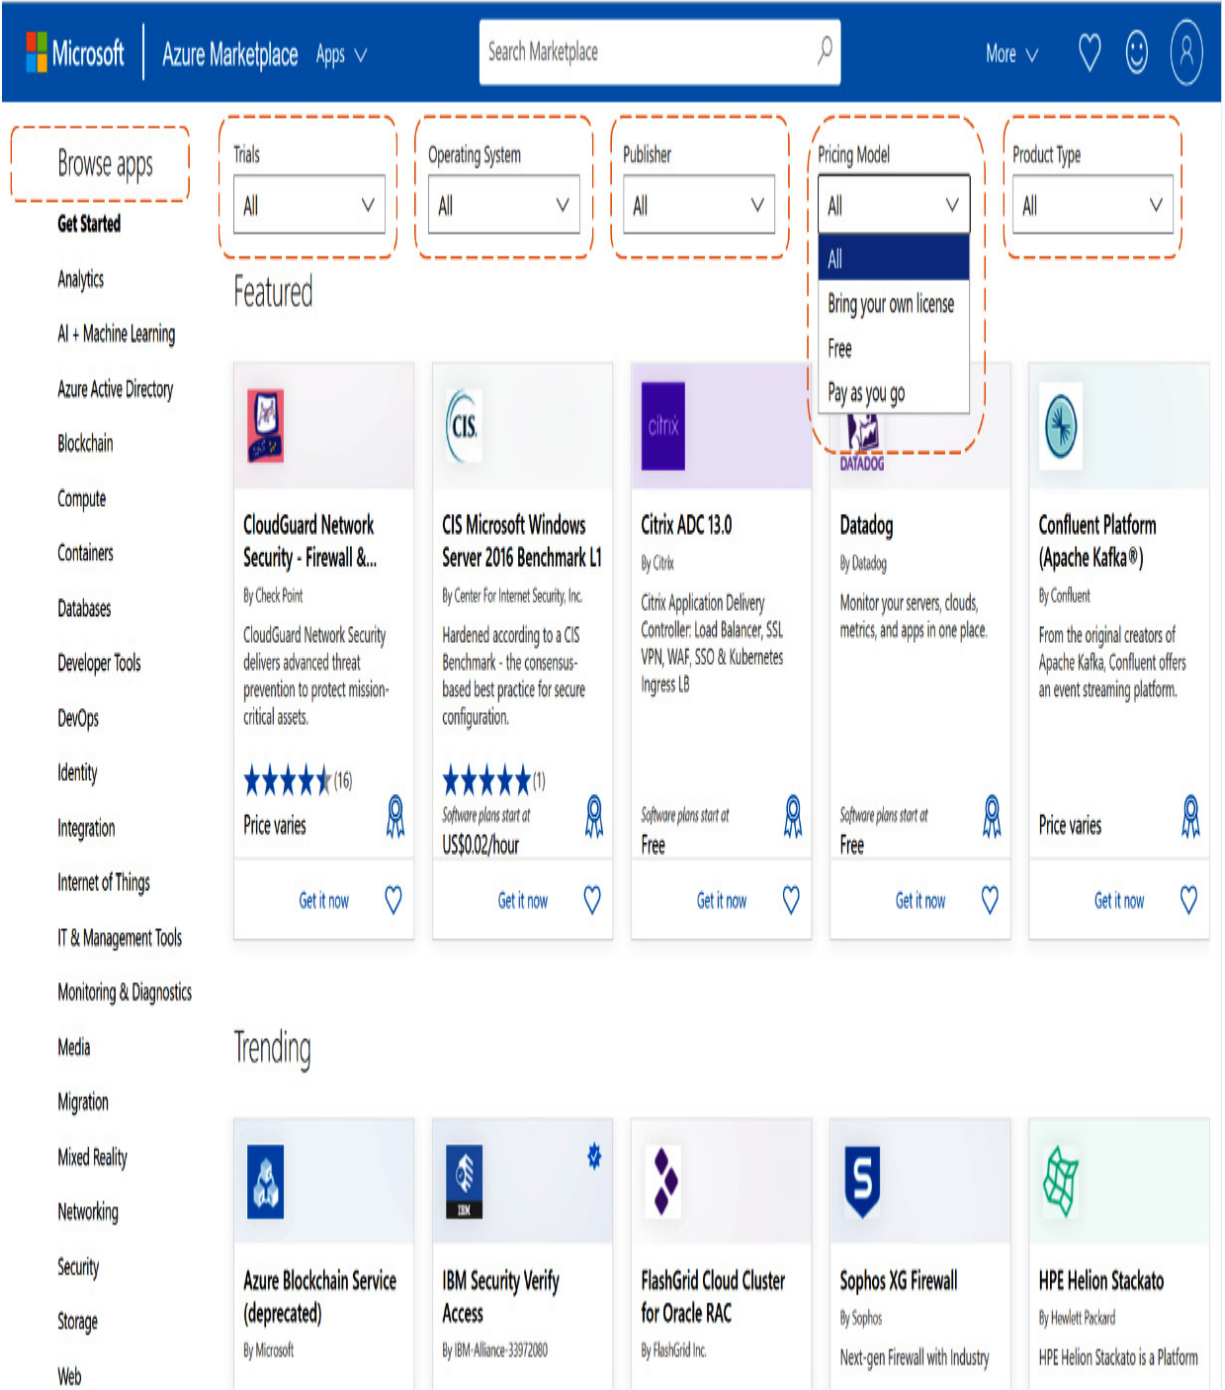 Microsoft
Azure Marketplace
Apps
Search Marketplace
More
Browse apps
Get Started
Analytics
AI + Machine Learning
Azure Active Directory
Blockchain
Compute
Containers
Databases
Developer Tools
DevOps
Identity
Integration
Internet of Things
IT & Management Tools
Monitoring & Diagnostics
Media
Migration
Mixed Reality
Networking
Security
Storage
Web
Trials
All
Operating System
All
Publisher
All
Pricing Model
All
All
Bring your own license
Free
Pay as you go
Product Type
All
Featured
CloudGuard Network
Security - Firewall &...
By Check Point
CloudGuard Network Security
delivers advanced threat
prevention to protect mission-
critical assets.
(16)
Price varies
Get it now
CIS.
CIS Microsoft Windows
Server 2016 Benchmark L1
By Center For Internet Security, Inc.
Hardened according to a CIS
Benchmark - the consensus-
based best practice for secure
configuration.
(1)
Software plans start at
US$0.02/hour
Get it now
citrix
Citrix ADC 13.0
By Citrix
Citrix Application Delivery
Controller: Load Balancer, SSL
VPN, WAF, SSO & Kubernetes
Ingress LB
Software plans start at
Free
Get it now
DATADOG
Datadog
By Datadog
Monitor your servers, clouds,
metrics, and apps in one place.
Software plans start at
Free
Get it now
Confluent Platform
(Apache Kafka®)
By Confluent
From the original creators of
Apache Kafka, Confluent offers
an event streaming platform.
Price varies
Get it now
Trending
Azure Blockchain Service
(deprecated)
By Microsoft
IBM
IBM Security Verify
Access
By IBM-Alliance-33972080
FlashGrid Cloud Cluster
for Oracle RAC
By FlashGrid Inc.
S
Sophos XG Firewall
By Sophos
Next-gen Firewall with Industry
HPE Helion Stackato
By Hewlett Packard
HPE Helion Stackato is a Platform